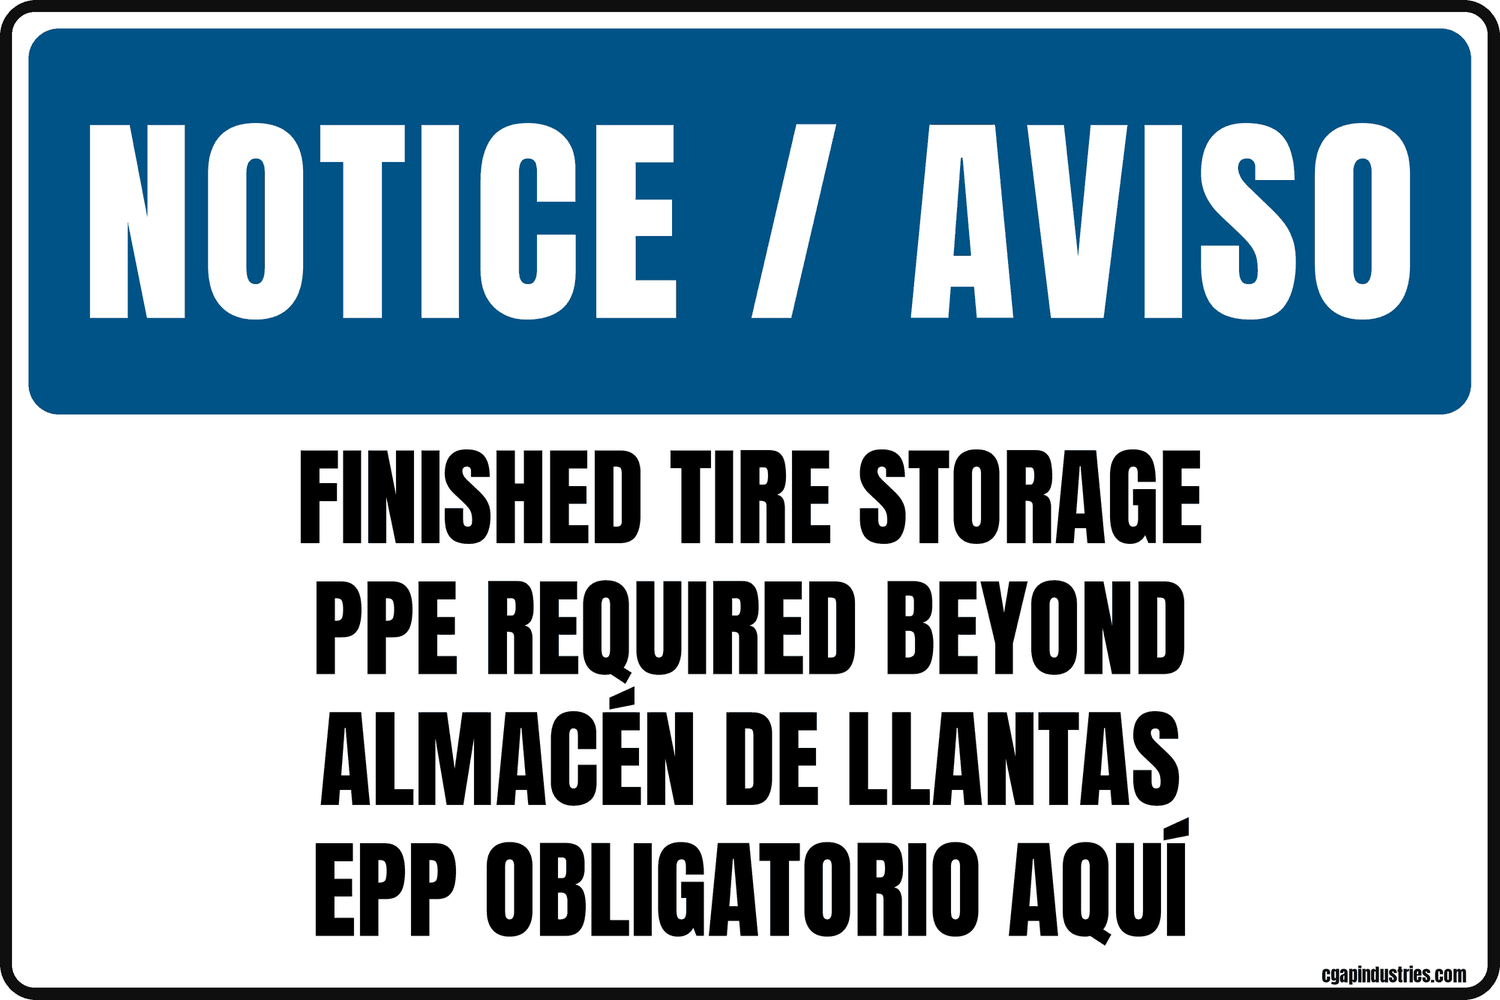 NOTICE / AVISO
FINISHED TIRE STORAGE
PPE REQUIRED BEYOND
ALMACÉN DE LLANTAS
EPP OBLIGATORIO AQUÍ
cgapindustries.com